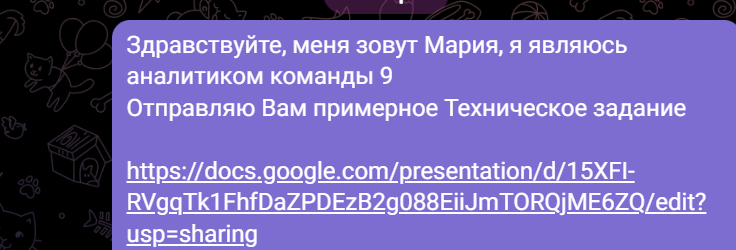 Здравствуйте, меня зовут Мария, я являюсь
аналитиком команды 9
Отправляю Вам примерное Техническое задание
https://docs.google.com/presentation/d/15XFI-
RVgqTk1FhfDaZPDEzB2g088EiiJmTORQjME6ZQ/edit?
usp=sharing